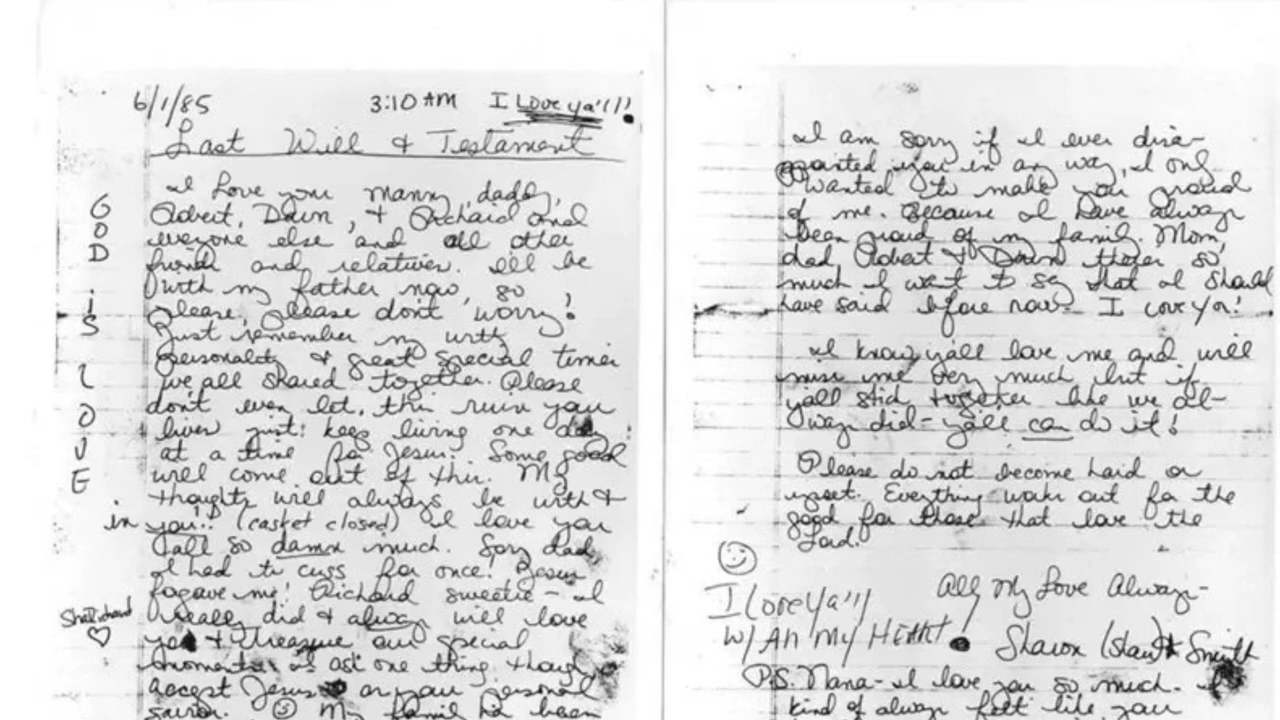 6/1/85 3:10 AM I Love ya'll!
Last Will & Testament
I Love you mommy, daddy,
Robert, Dawn, & Richard and
everyone else and all other
friends and relatives. I'll be
with my father now, so
please, please don't worry!
Just remember my witty
personality & great special times
we all shared together. Please
don't ever let this ruin your
lives just keep living one day
at a time for Jesus. Some good
will come out of this. My
thoughts will always be with &
in you!! (casket closed) I love you
all so damn much. Sorry dad,
I had to cuss for once! Jesus
forgave me! Richard sweetie - I
really did & always will love
you & treasure our special
moments. I ask one thing though,
accept Jesus as your personal
savior. My family has been
GOD iS LOVE
I am sorry if I ever disa-
ppointed you in any way, I only
wanted to make you proud
of me. Because I have always
been proud of my family. Mom,
dad Robert & Dawn theres so
much I want to say that I should
have said before now. I love you!
I know y'all love me and will
miss me very much but if
y'all stick together like we al-
ways did - y'all can do it!
Please do not become hard or
upset. Everything works out for the
good for those that love the
Lord.
All My Love Always-
I Love Ya'll
w/ All My Heart! Sharon (Shari) Smith
P.S. Nana - I love you so much. I
kind of always felt like your